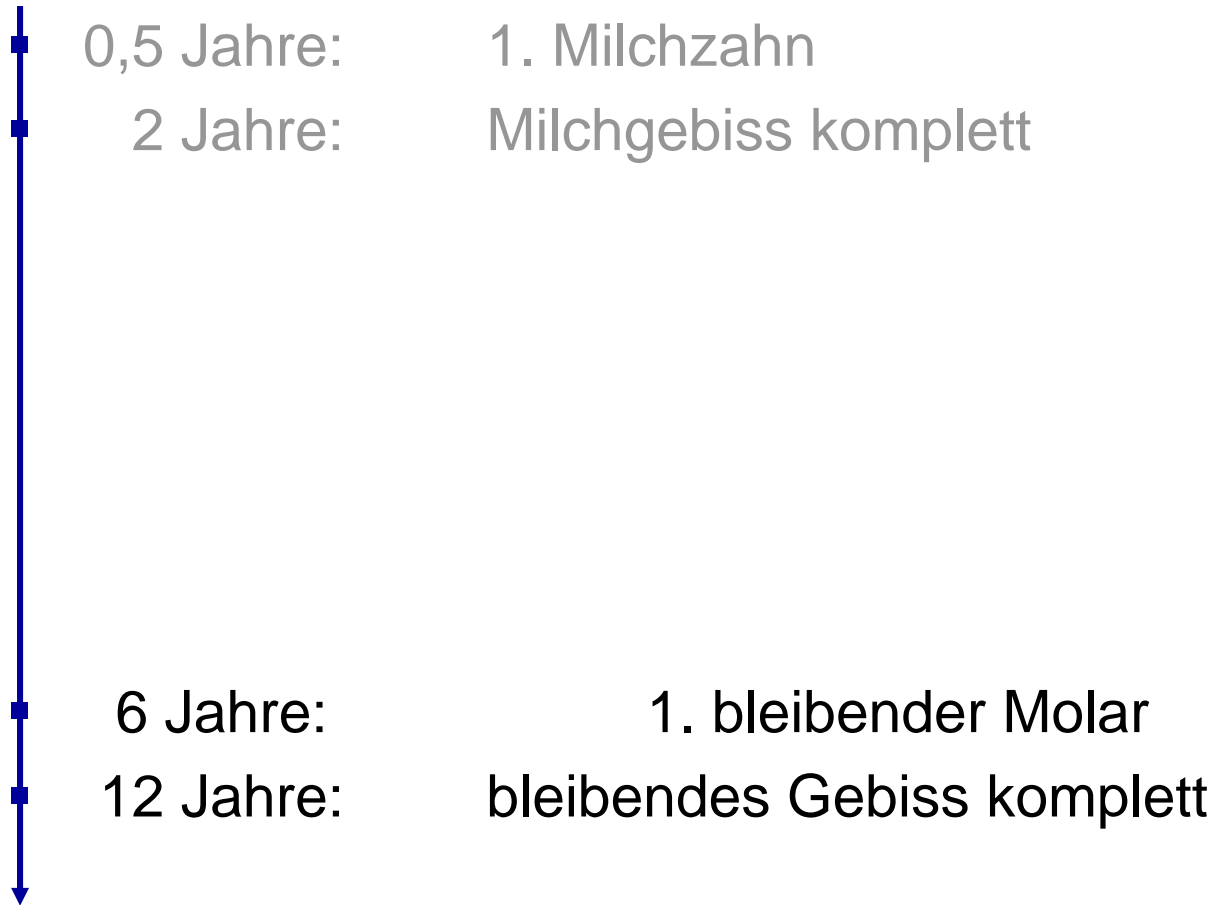 0,5 Jahre: 1. Milchzahn
2 Jahre: Milchgebiss komplett
6 Jahre: 1. bleibender Molar
12 Jahre: bleibendes Gebiss komplett